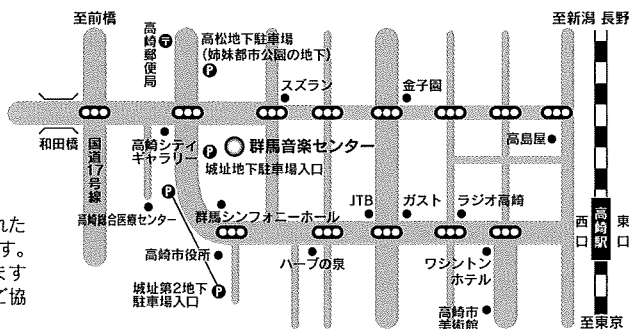 至前橋
至新潟 長野
高崎郵便局
〒
高松地下駐車場
(姉妹都市公園の地下)
P
スズラン
金子園
和田橋
国道17号線
高崎シティ
ギャラリー
P
群馬音楽センター
城址地下駐車場入口
高島屋
P
高崎総合医療センター
群馬シンフォニーホール
JTB
ガスト
ラジオ高崎
西口
高崎駅
東口
高崎市役所
ハーブの泉
ワシントン
ホテル
城址第2地下
駐車場入口
P
高崎市
美術館
至東京
れた
す。
ます
ご協